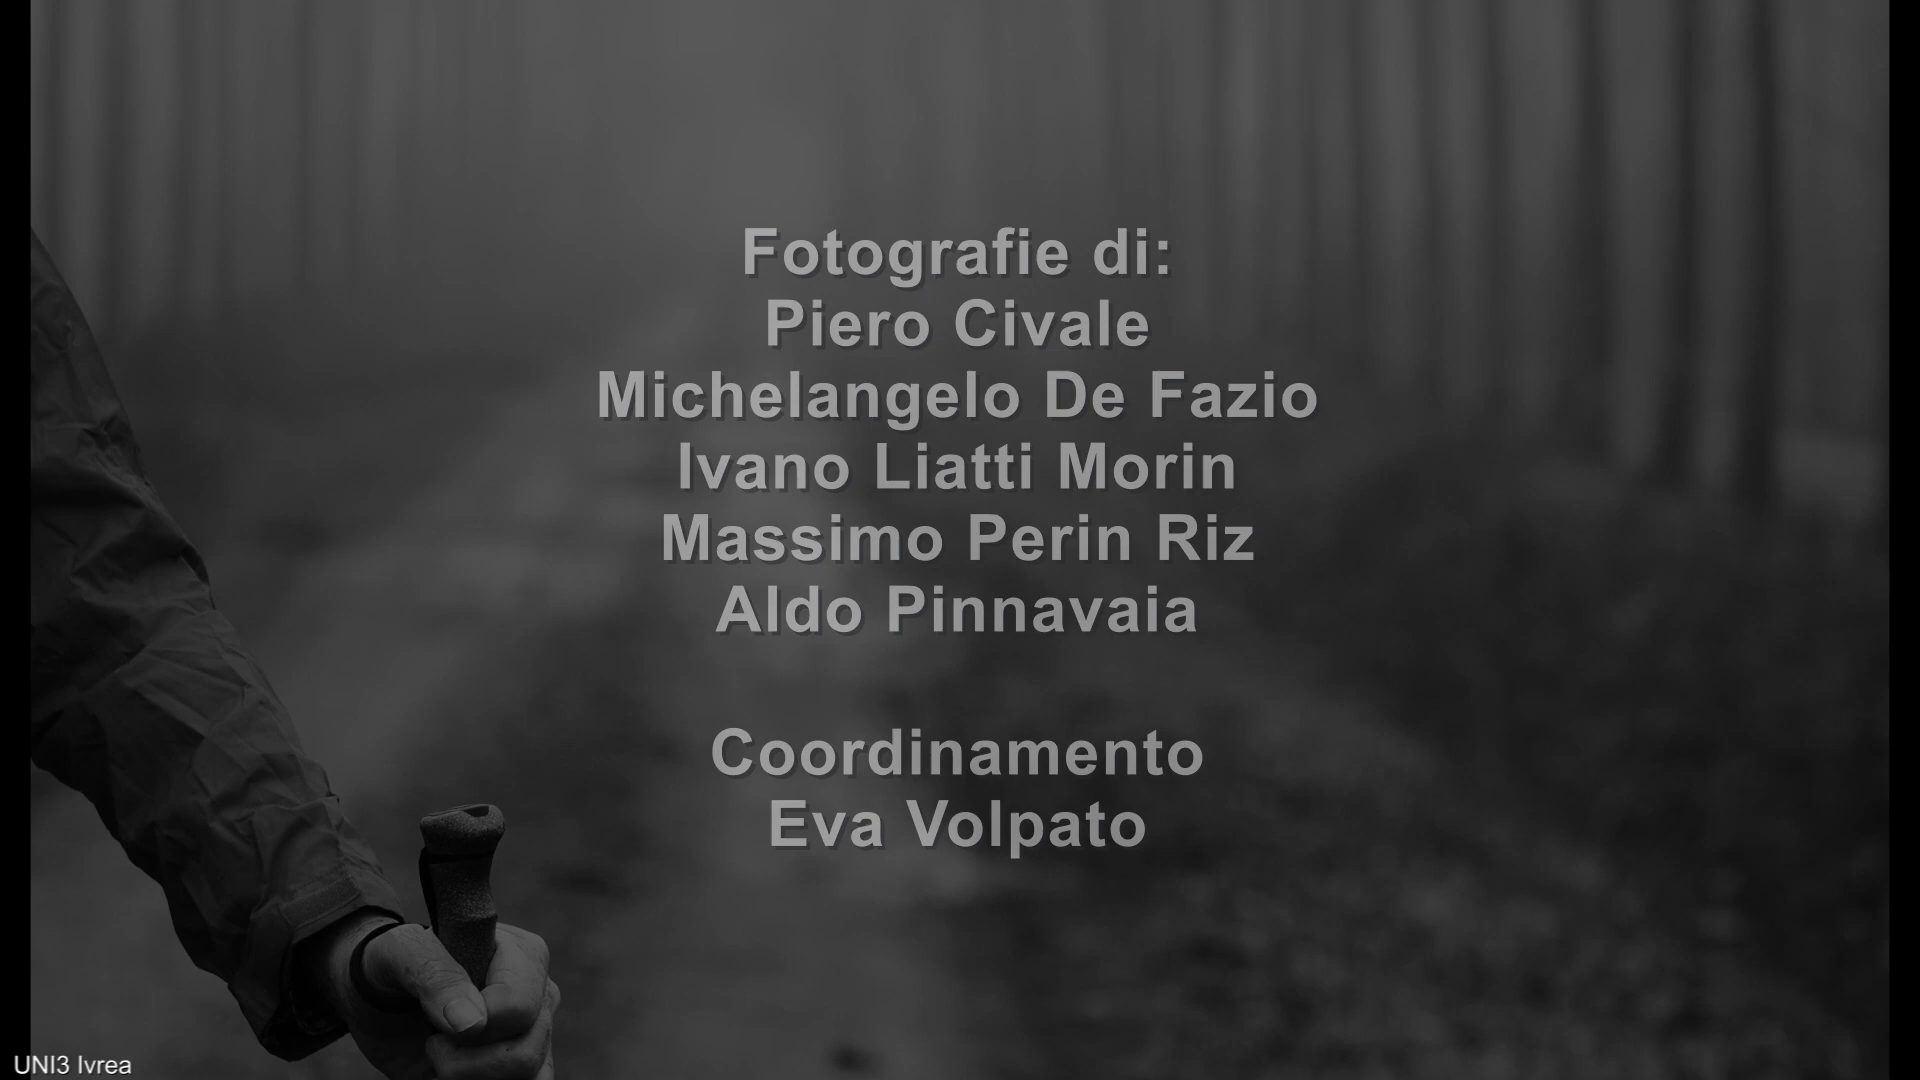 Fotografie di:
Piero Civale
Michelangelo De Fazio
Ivano Liatti Morin
Massimo Perin Riz
Aldo Pinnavaia
Coordinamento
Eva Volpato
UNI3 Ivrea